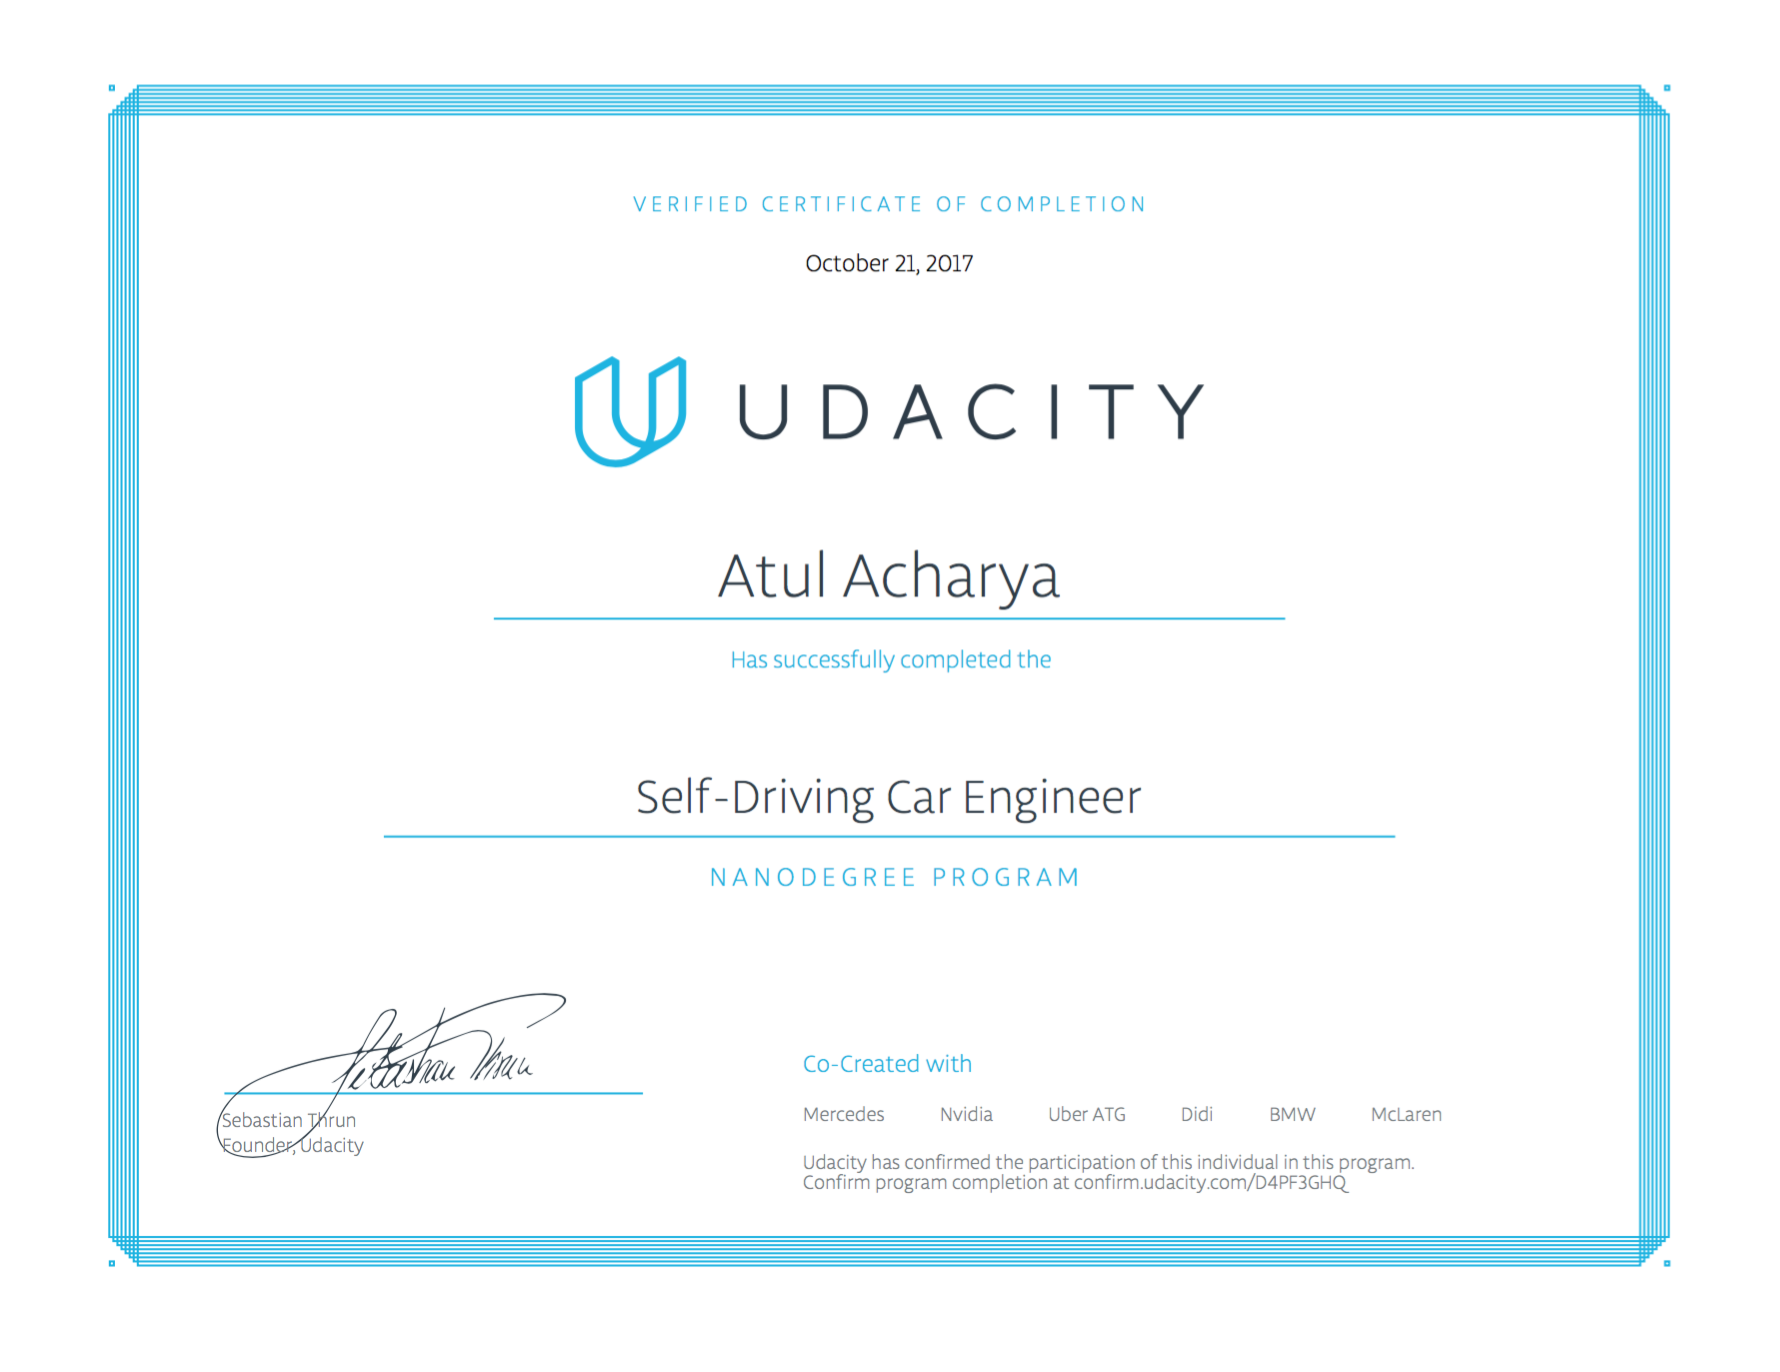 VERIFIED CERTIFICATE OF COMPLETION
October 21, 2017
UDACITY
Atul Acharya
Has successfully completed the
Self-Driving Car Engineer
NANODEGREE PROGRAM
Sebastian Thrun
Sebastian Thrun
Founder, Udacity
Co-Created with
Mercedes Nvidia Uber ATG Didi BMW McLaren
Udacity has confirmed the participation of this individual in this program.
Confirm program completion at confirm.udacity.com/D4PF3GHQ